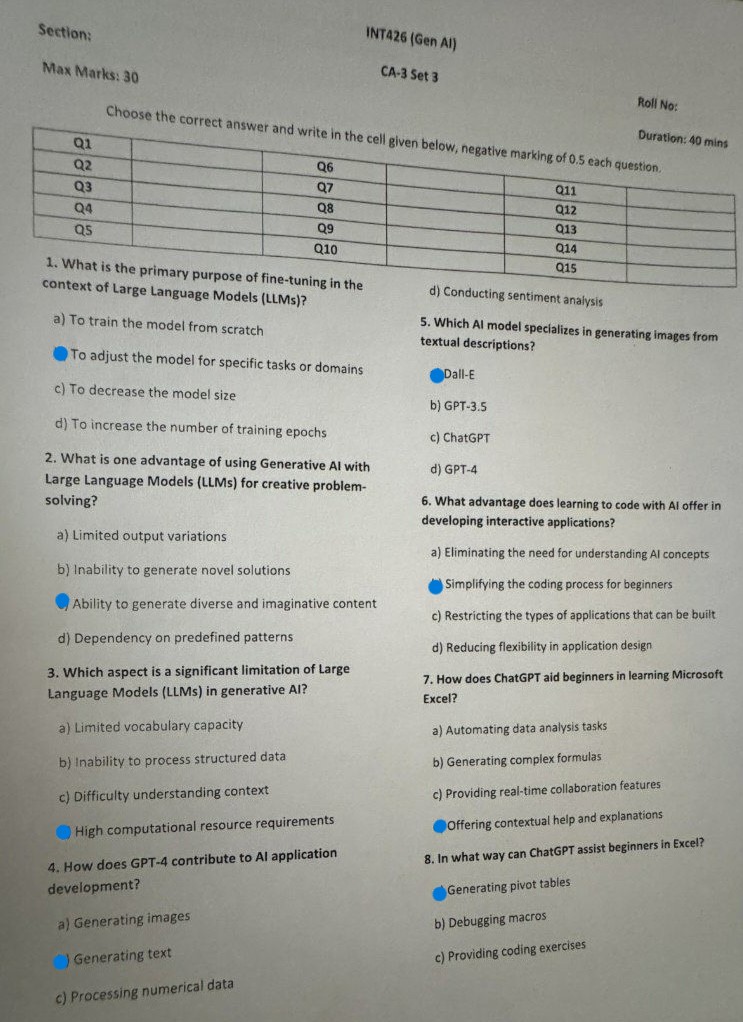 Section:
INT426 (Gen AI)
Max Marks: 30
CA-3 Set 3
Roll No:
Duration: 40 mins
Choose the correct answer and write in the cell given below, negative marking of 0.5 each question.
Q1 Q6 Q11
Q2 Q7 Q12
Q3 Q8 Q13
Q4 Q9 Q14
Q5 Q10 Q15
1. What is the primary purpose of fine-tuning in the
context of Large Language Models (LLMs)?
a) To train the model from scratch
To adjust the model for specific tasks or domains
c) To decrease the model size
d) To increase the number of training epochs
2. What is one advantage of using Generative AI with
Large Language Models (LLMs) for creative problem-
solving?
a) Limited output variations
b) Inability to generate novel solutions
Ability to generate diverse and imaginative content
d) Dependency on predefined patterns
3. Which aspect is a significant limitation of Large
Language Models (LLMs) in generative AI?
a) Limited vocabulary capacity
b) Inability to process structured data
c) Difficulty understanding context
High computational resource requirements
4. How does GPT-4 contribute to AI application
development?
a) Generating images
) Generating text
c) Processing numerical data
d) Conducting sentiment analysis
5. Which AI model specializes in generating images from
textual descriptions?
Dall-E
b) GPT-3.5
c) ChatGPT
d) GPT-4
6. What advantage does learning to code with AI offer in
developing interactive applications?
a) Eliminating the need for understanding AI concepts
Simplifying the coding process for beginners
c) Restricting the types of applications that can be built
d) Reducing flexibility in application design
7. How does ChatGPT aid beginners in learning Microsoft
Excel?
a) Automating data analysis tasks
b) Generating complex formulas
c) Providing real-time collaboration features
Offering contextual help and explanations
8. In what way can ChatGPT assist beginners in Excel?
Generating pivot tables
b) Debugging macros
c) Providing coding exercises